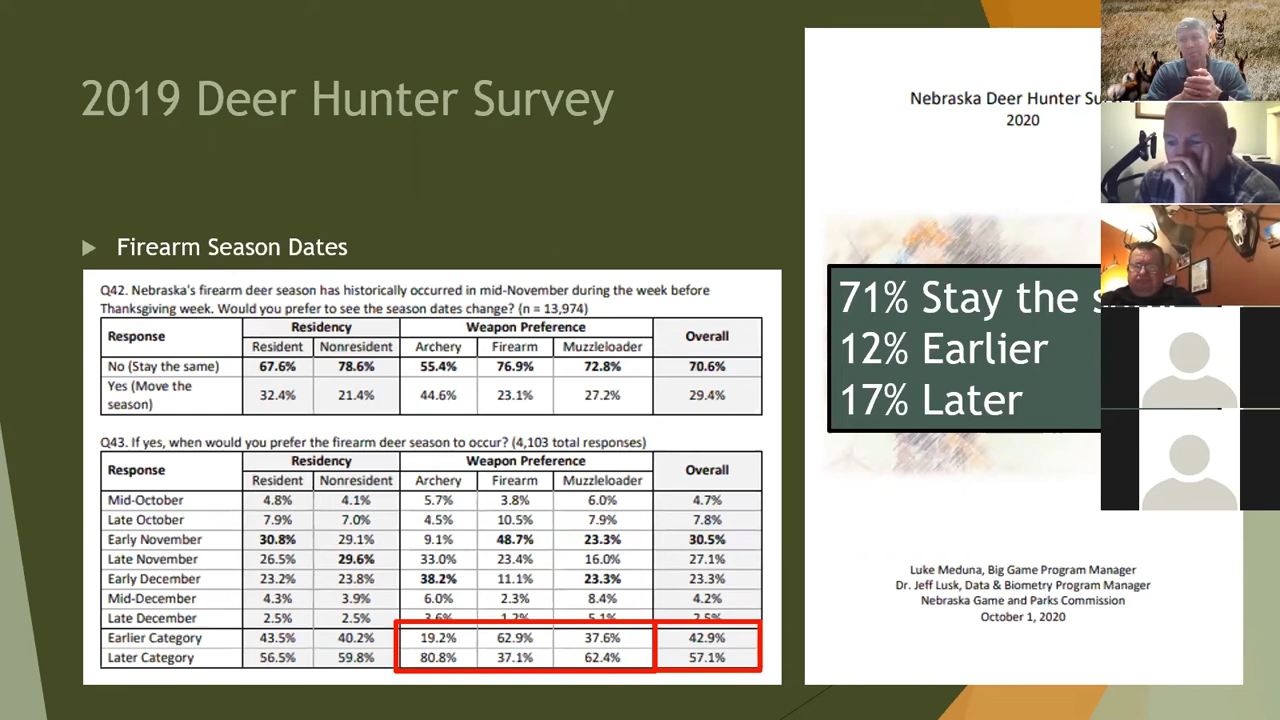 2019 Deer Hunter Survey
Firearm Season Dates
Q42. Nebraska's firearm deer season has historically occurred in mid-November during the week before
Thanksgiving week. Would you prefer to see the season dates change? (n = 13,974)
Response Residency Weapon Preference Overall
Resident Nonresident Archery Firearm Muzzleloader
No (Stay the same) 67.6% 78.6% 55.4% 76.9% 72.8% 70.6%
Yes (Move the
season) 32.4% 21.4% 44.6% 23.1% 27.2% 29.4%
Q43. If yes, when would you prefer the firearm deer season to occur? (4,103 total responses)
Response Residency Weapon Preference Overall
Resident Nonresident Archery Firearm Muzzleloader
Mid-October 4.8% 4.1% 5.7% 3.8% 6.0% 4.7%
Late October 7.9% 7.0% 4.5% 10.5% 7.9% 7.8%
Early November 30.8% 29.1% 9.1% 48.7% 23.3% 30.5%
Late November 26.5% 29.6% 33.0% 23.4% 16.0% 27.1%
Early December 23.2% 23.8% 38.2% 11.1% 23.3% 23.3%
Mid-December 4.3% 3.9% 6.0% 2.3% 8.4% 4.2%
Late December 2.5% 2.5% 3.6% 1.2% 5.1% 2.5%
Earlier Category 43.5% 40.2% 19.2% 62.9% 37.6% 42.9%
Later Category 56.5% 59.8% 80.8% 37.1% 62.4% 57.1%
Nebraska Deer Hunter
2020
71% Stay the
12% Earlier
17% Later
Luke Meduna, Big Game Program Manager
Dr. Jeff Lusk, Data & Biometry Program Manager
Nebraska Game and Parks Commission
October 1, 2020